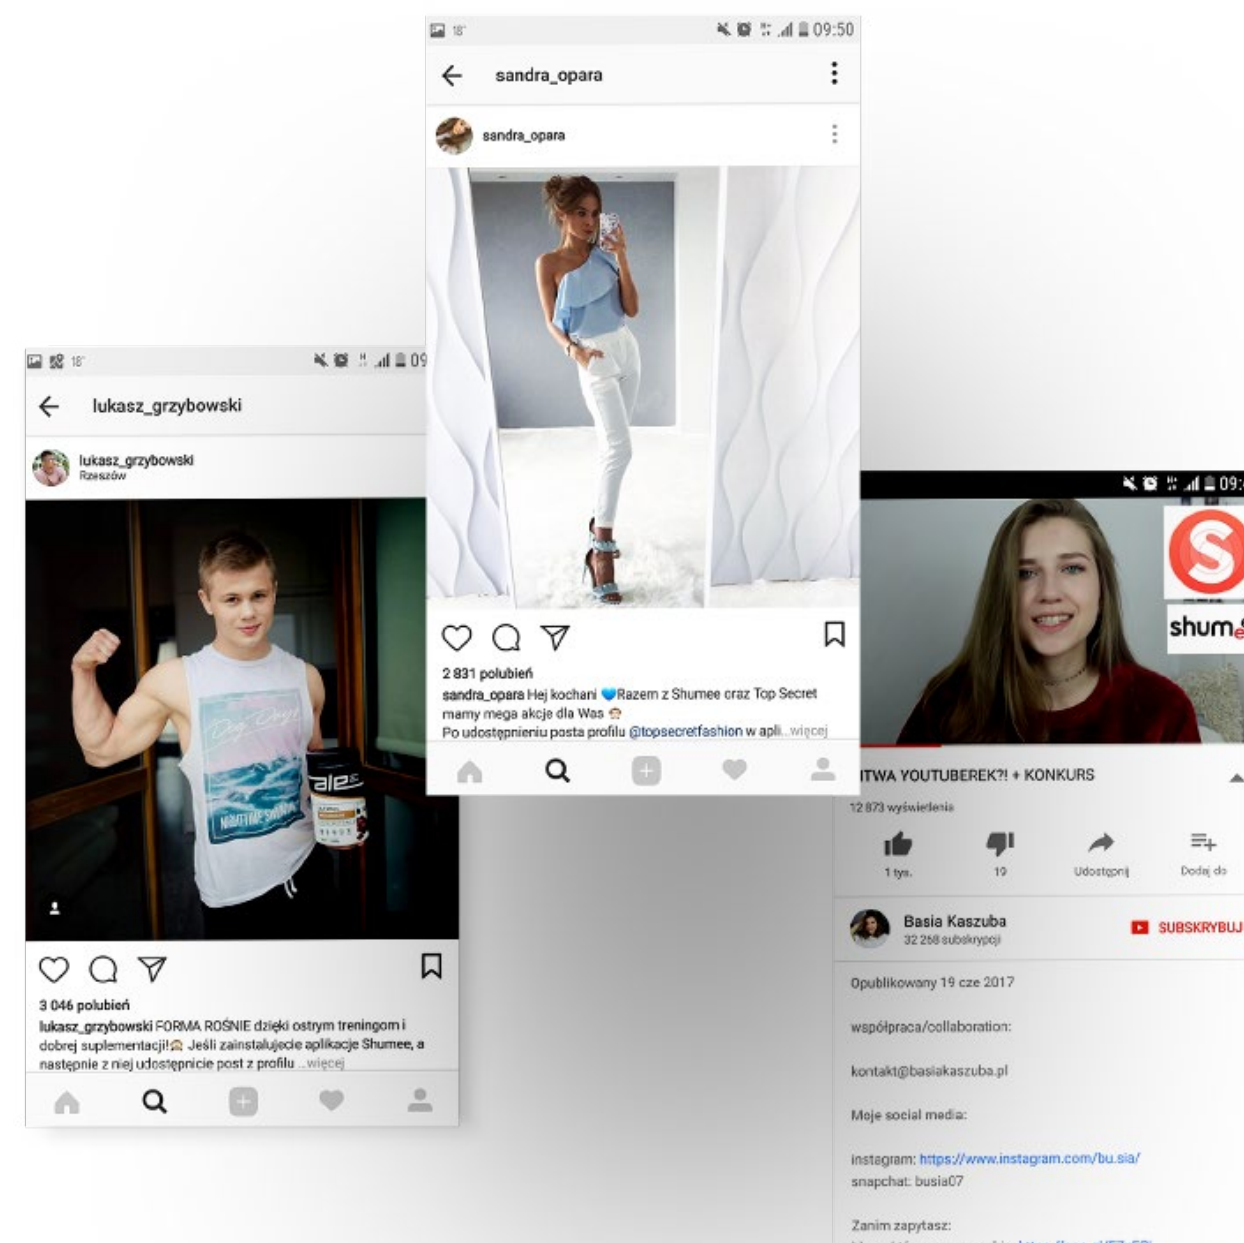 18°
09:50
sandra_opara
sandra_opara
2 831 polubień
sandra_opara Hej kochani 💙Razem z Shumee oraz Top Secret
mamy mega akcje dla Was 🙊
Po udostępnieniu posta profilu @topsecretfashion w apli...więcej
18°
09
lukasz_grzybowski
lukasz_grzybowski
Rzeszów
3 046 polubień
lukasz_grzybowski FORMA ROŚNIE dzięki ostrym treningom i
dobrej suplementacji!🙊 Jeśli zainstalujecie aplikacje Shumee, a
następnie z niej udostępnicie post z profilu ...więcej
09:
S
shume
ITWA YOUTUBEREK?! + KONKURS
12 873 wyświetlenia
1 tys.
19
Udostępnij
Dodaj do
Basia Kaszuba
32 268 subskrypcji
SUBSKRYBUJ
Opublikowany 19 cze 2017
współpraca/collaboration:
kontakt@basiakaszuba.pl
Moje social media:
instagram: https://www.instagram.com/bu.sia/
snapchat: busia07
Zanim zapytasz: